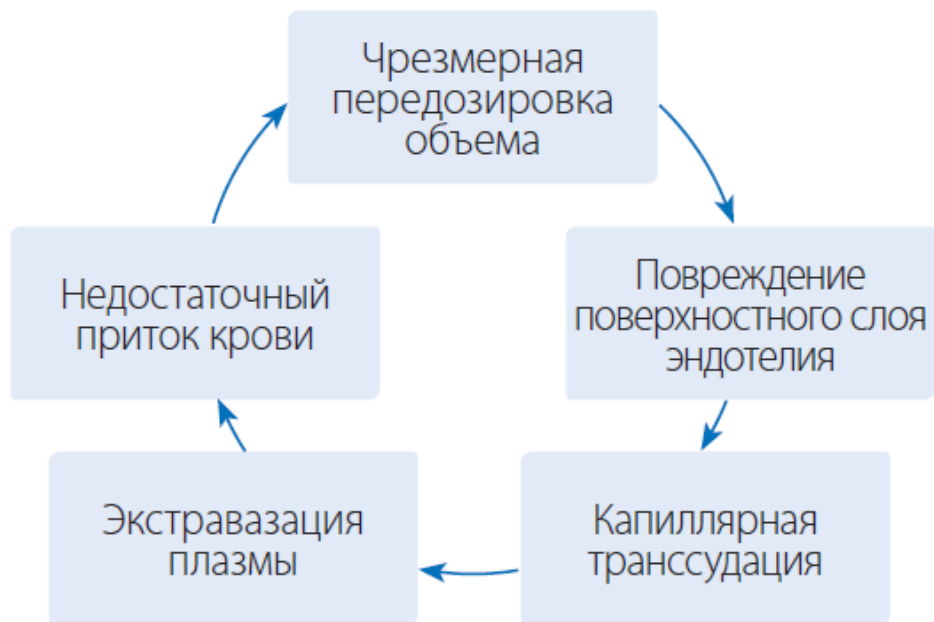 Чрезмерная
передозировка
объема
Повреждение
поверхностного слоя
эндотелия
Капиллярная
транссудация
Экстравазация
плазмы
Недостаточный
приток крови